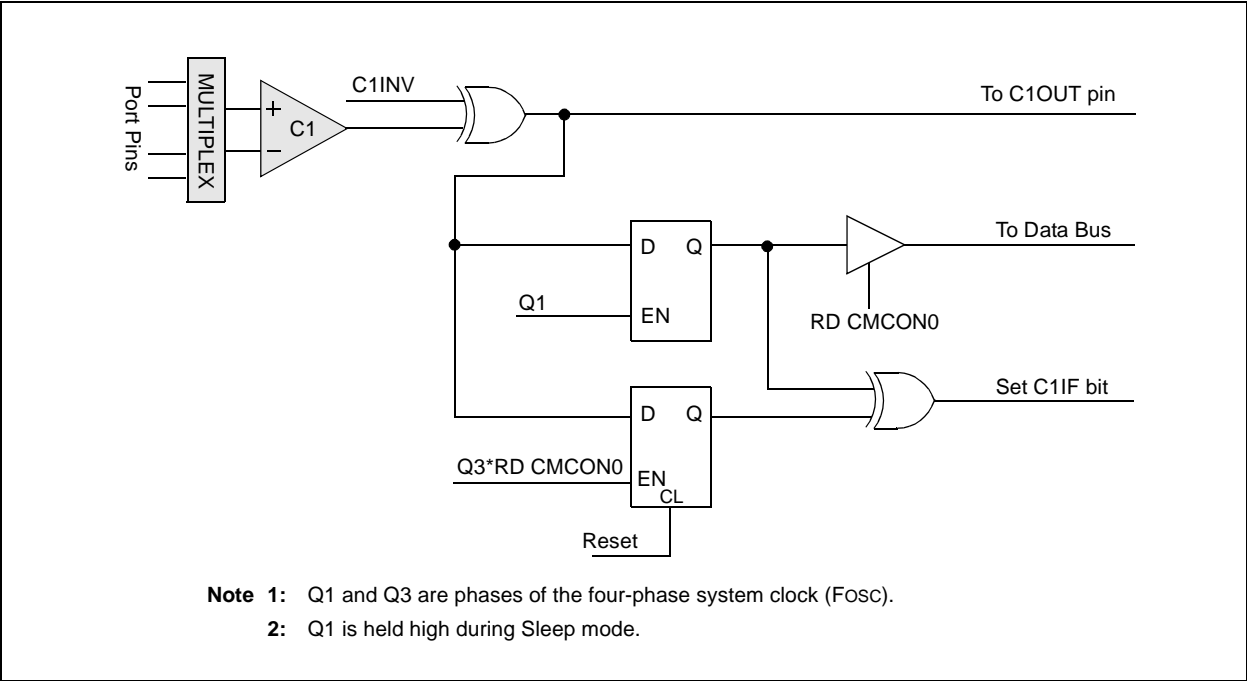 Port Pins
MULTIPLEX
+
−
C1
C1INV
To C1OUT pin
D Q
Q1
EN
To Data Bus
RD CMCON0
D Q
Q3*RD CMCON0
EN
CL
Reset
Set C1IF bit
Note 1: Q1 and Q3 are phases of the four-phase system clock (FOSC).
2: Q1 is held high during Sleep mode.